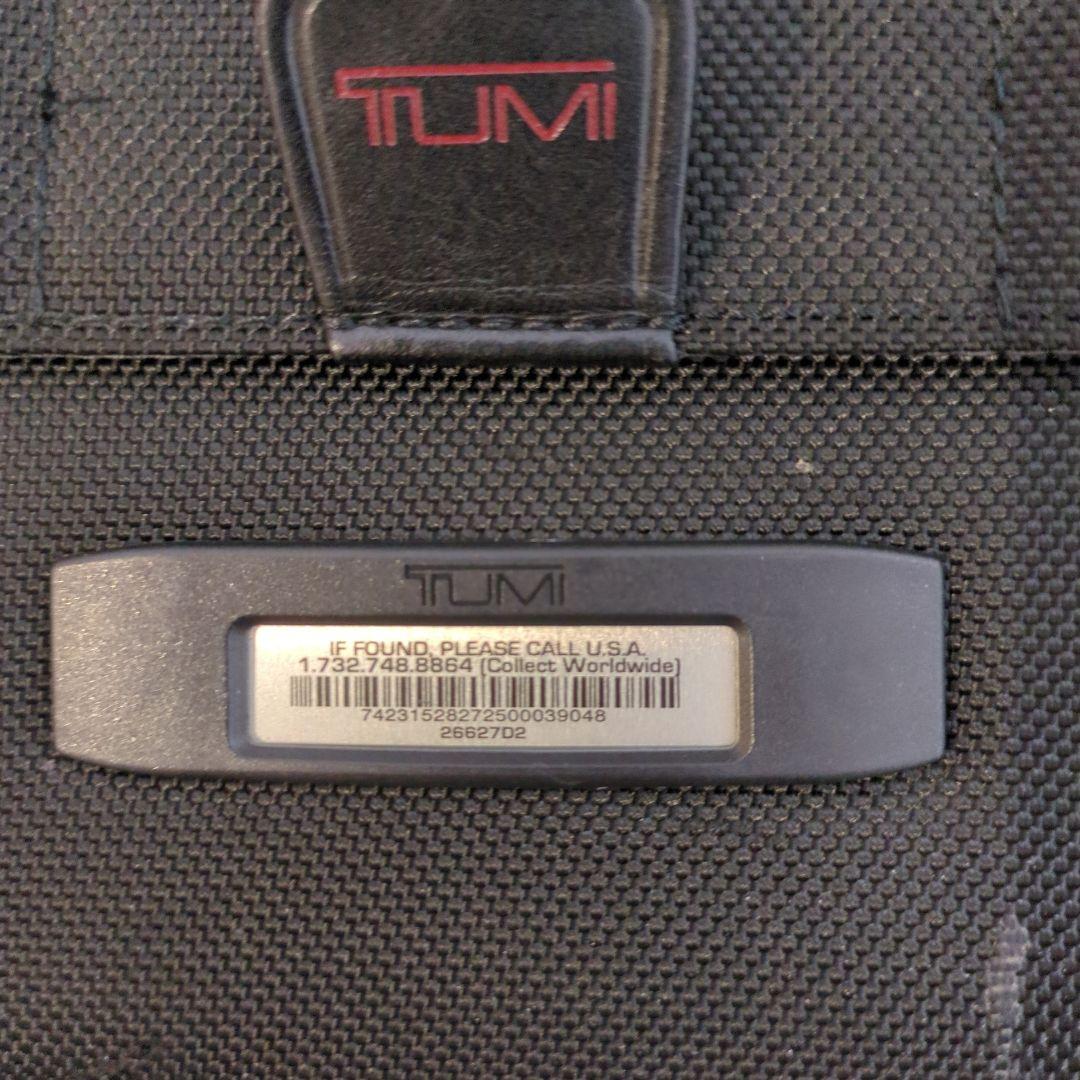 TUMI
TUMI
IF FOUND, PLEASE CALL U.S.A.
1.732.748.8864 (Collect Worldwide)
74231528272500039048
26627D2